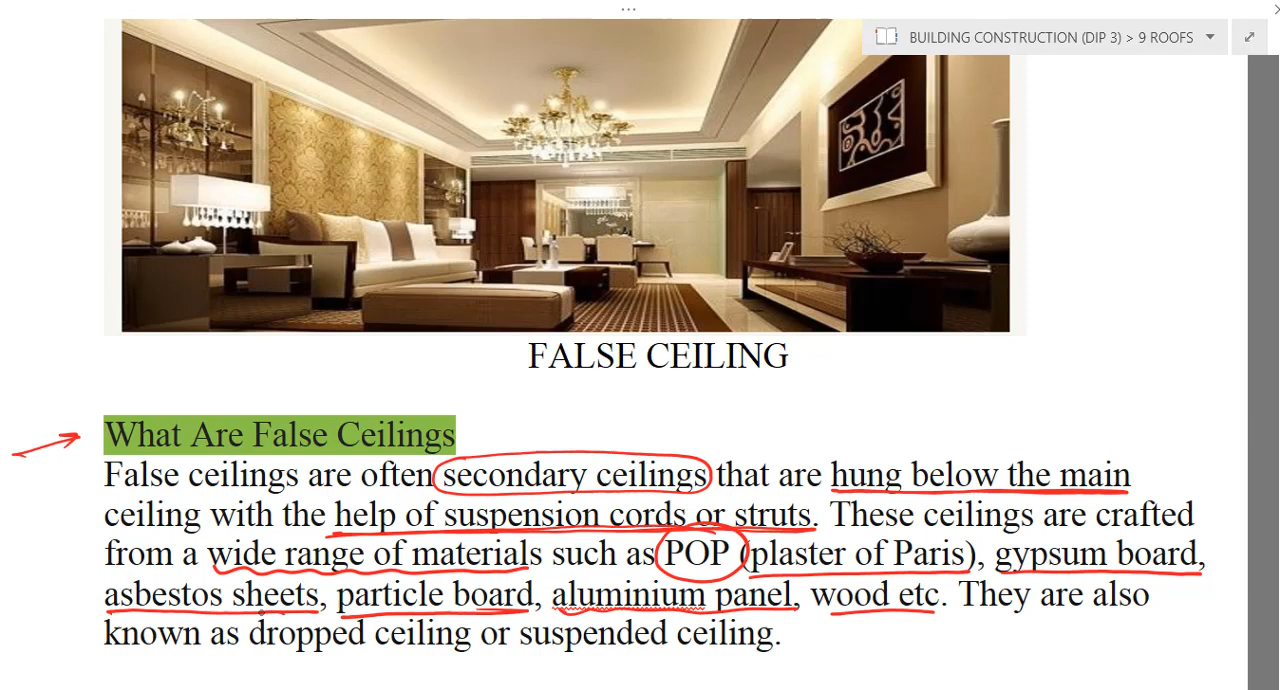 BUILDING CONSTRUCTION (DIP 3) > 9 ROOFS
FALSE CEILING
What Are False Ceilings
False ceilings are often secondary ceilings that are hung below the main
ceiling with the help of suspension cords or struts. These ceilings are crafted
from a wide range of materials such as POP (plaster of Paris), gypsum board,
asbestos sheets, particle board, aluminium panel, wood etc. They are also
known as dropped ceiling or suspended ceiling.